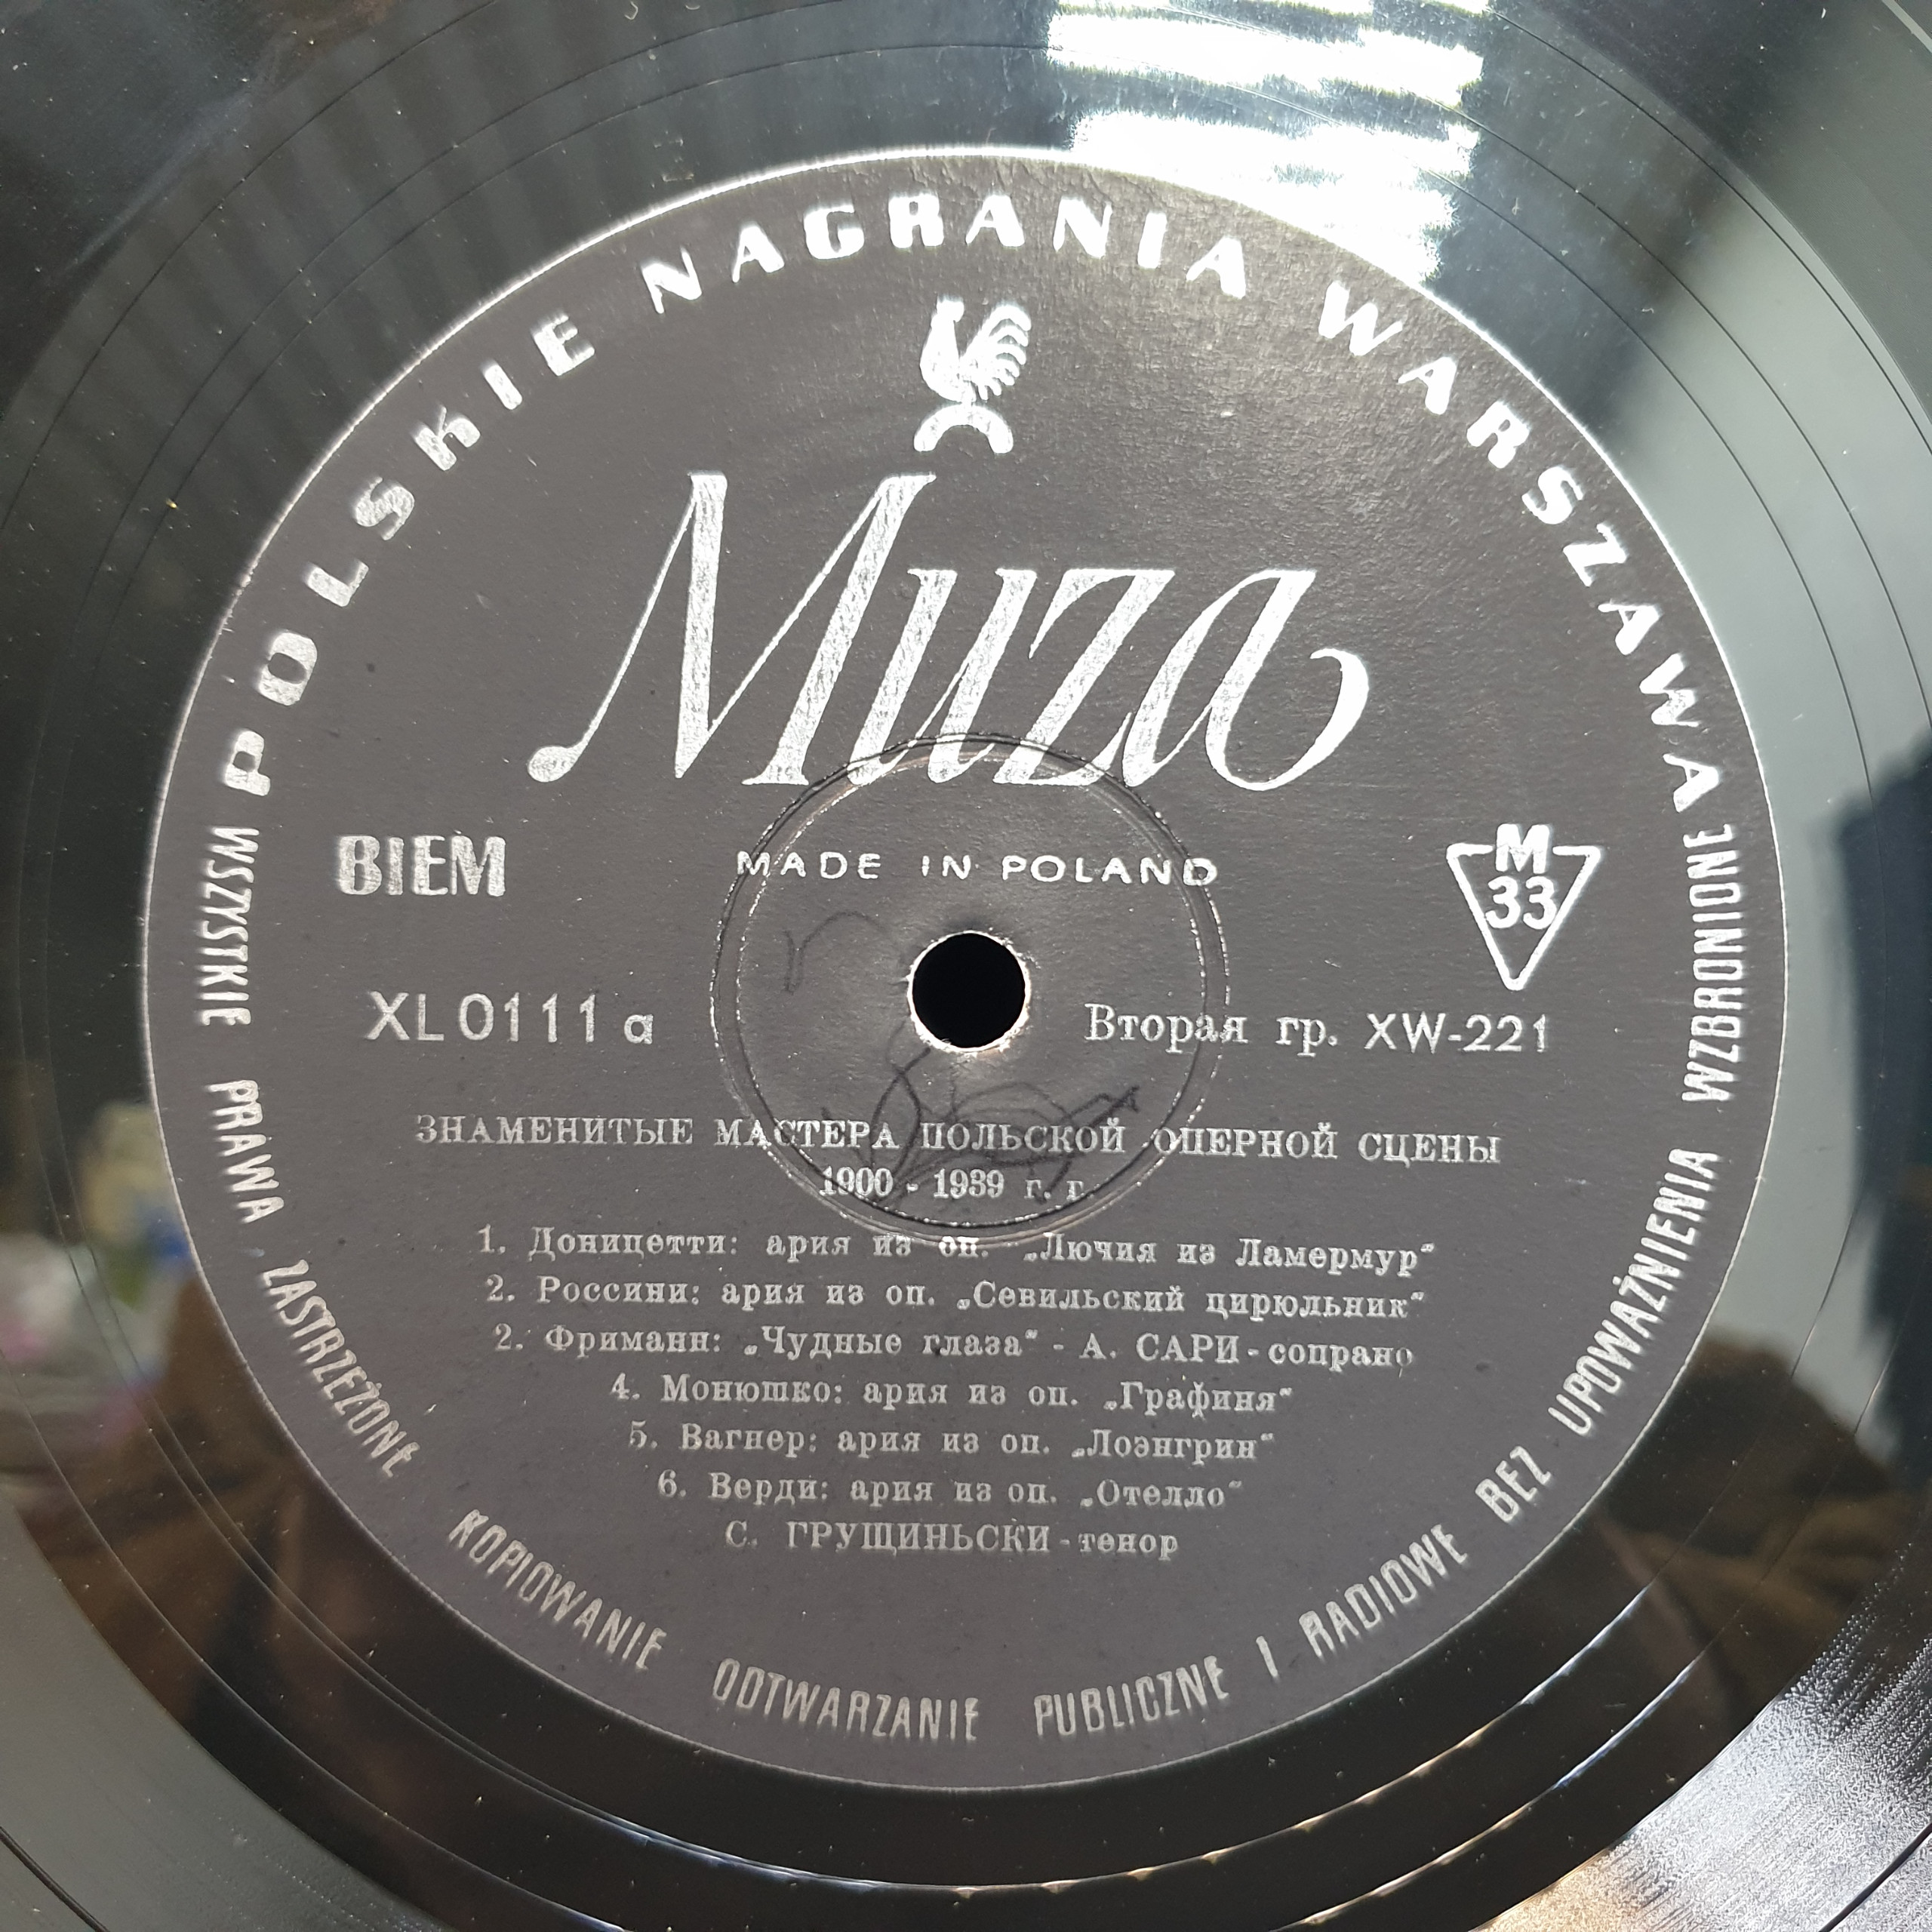 POLSKIE NAGRANIA WARSZAWA
Muza
MADE IN POLAND
BIEM
M
33
XL 0111 a
Вторая гр. XW-221
ЗНАМЕНИТЫЕ МАСТЕРА ПОЛЬСКОЙ ОПЕРНОЙ СЦЕНЫ
1900 - 1939 г. г.
1. Доницетти: ария из оп. „Лючия из Ламермур“
2. Россини: ария из оп. „Севильский цирюльник“
2. Фриманн: „Чудные глаза“ - А. САРИ - сопрано
4. Монюшко: ария из оп. „Графиня“
5. Вагнер: ария из оп. „Лоэнгрин“
6. Верди: ария из оп. „Отелло“
С. ГРУЩИНЬСКИ - тенор
WSZYSTKIE PRAWA ZASTRZEŻONE KOPIOWANIE ODTWARZANIE PUBLICZNE I RADIOWE BEZ UPOWAŻNIENIA WZBRONIONE